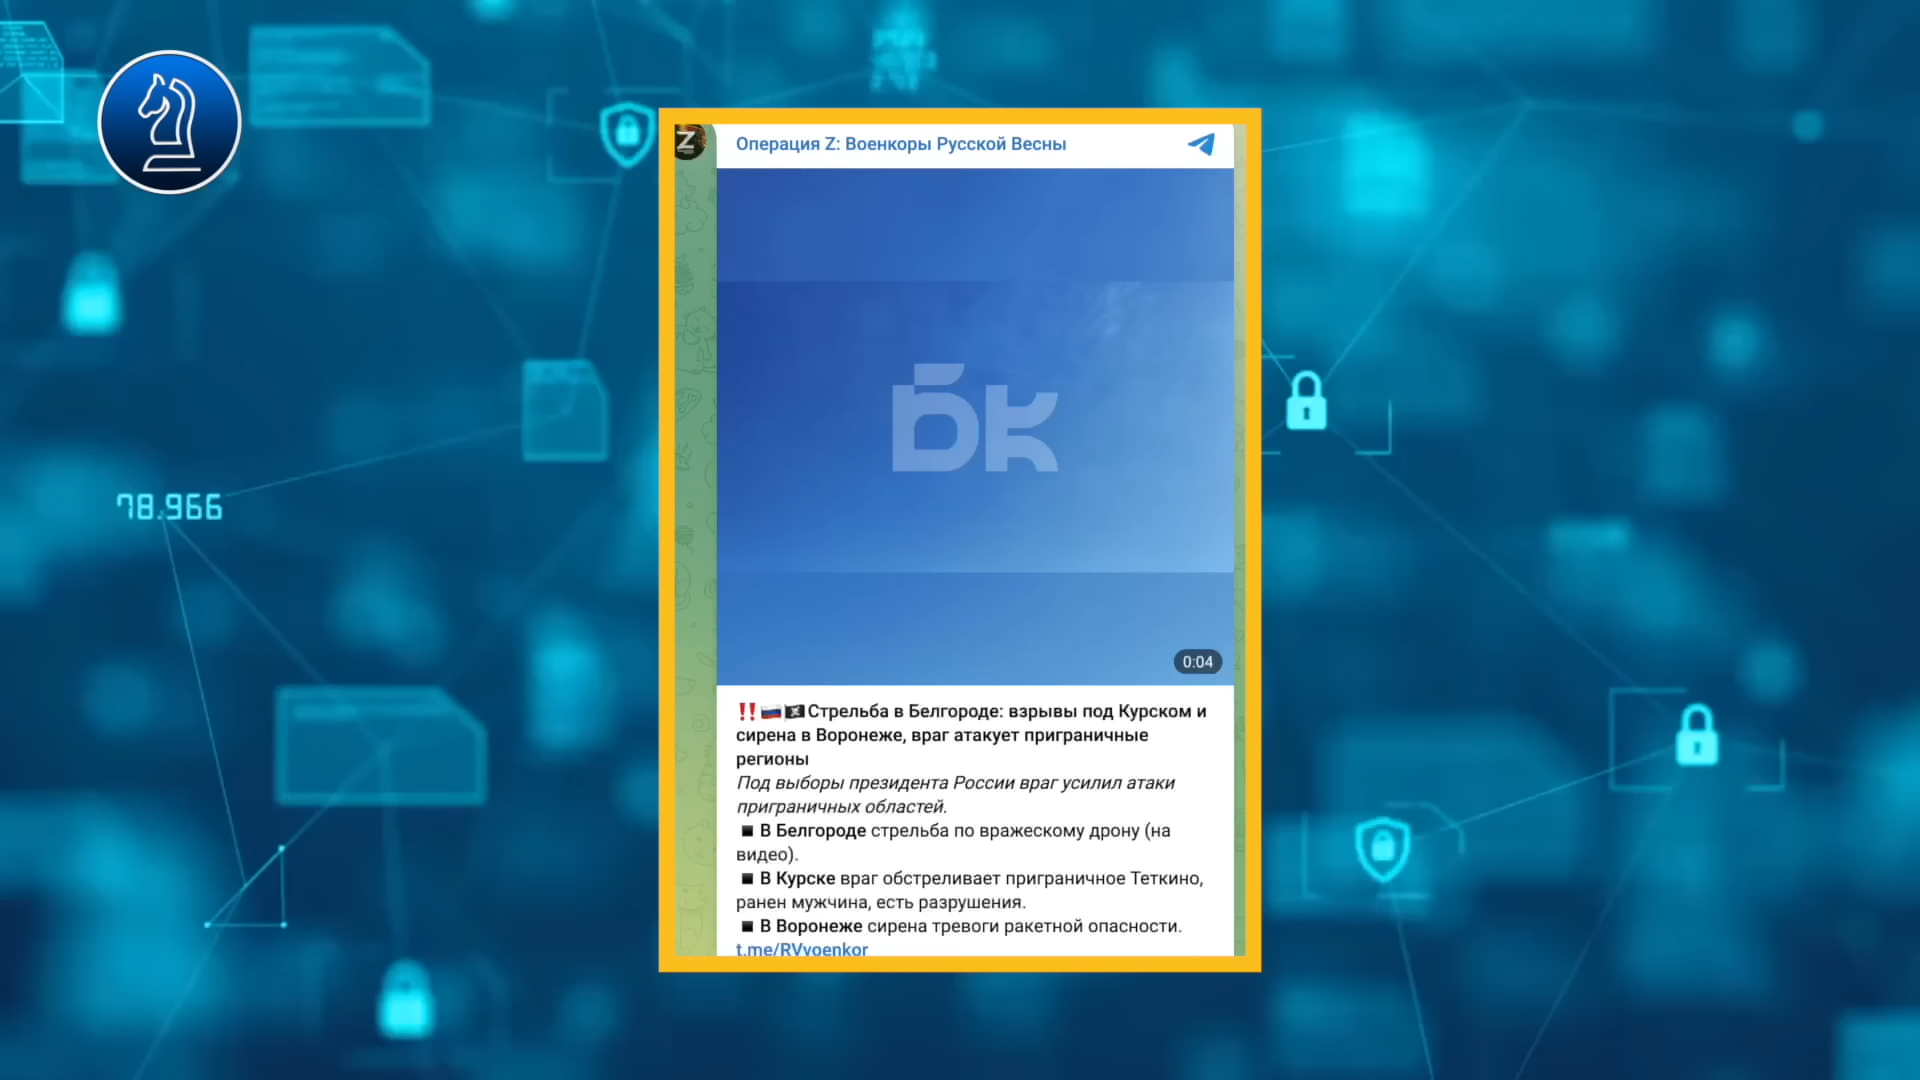 Операция Z: Военкоры Русской Весны
Z
БК
78.966
0:04
‼️🇷🇺🏴‍☠️Стрельба в Белгороде: взрывы под Курском и
сирена в Воронеже, враг атакует приграничные
регионы
Под выборы президента России враг усилил атаки
приграничных областей.
▪️В Белгороде стрельба по вражескому дрону (на
видео).
▪️В Курске враг обстреливает приграничное Теткино,
ранен мужчина, есть разрушения.
▪️В Воронеже сирена тревоги ракетной опасности.
t.me/RVvoenkor